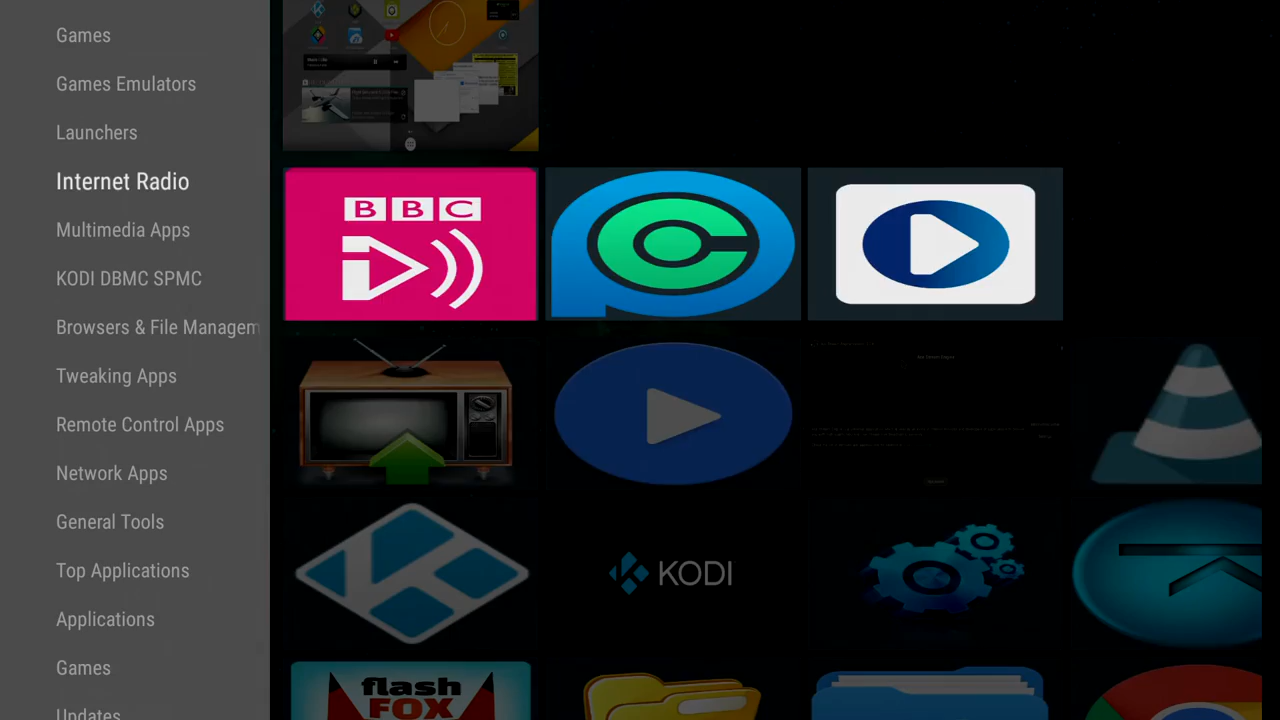 Games
Games Emulators
Launchers
Internet Radio
Multimedia Apps
KODI DBMC SPMC
Browsers & File Managem
Tweaking Apps
Remote Control Apps
Network Apps
General Tools
Top Applications
Applications
Games
Updates
BBC
KODI
flash
FOX